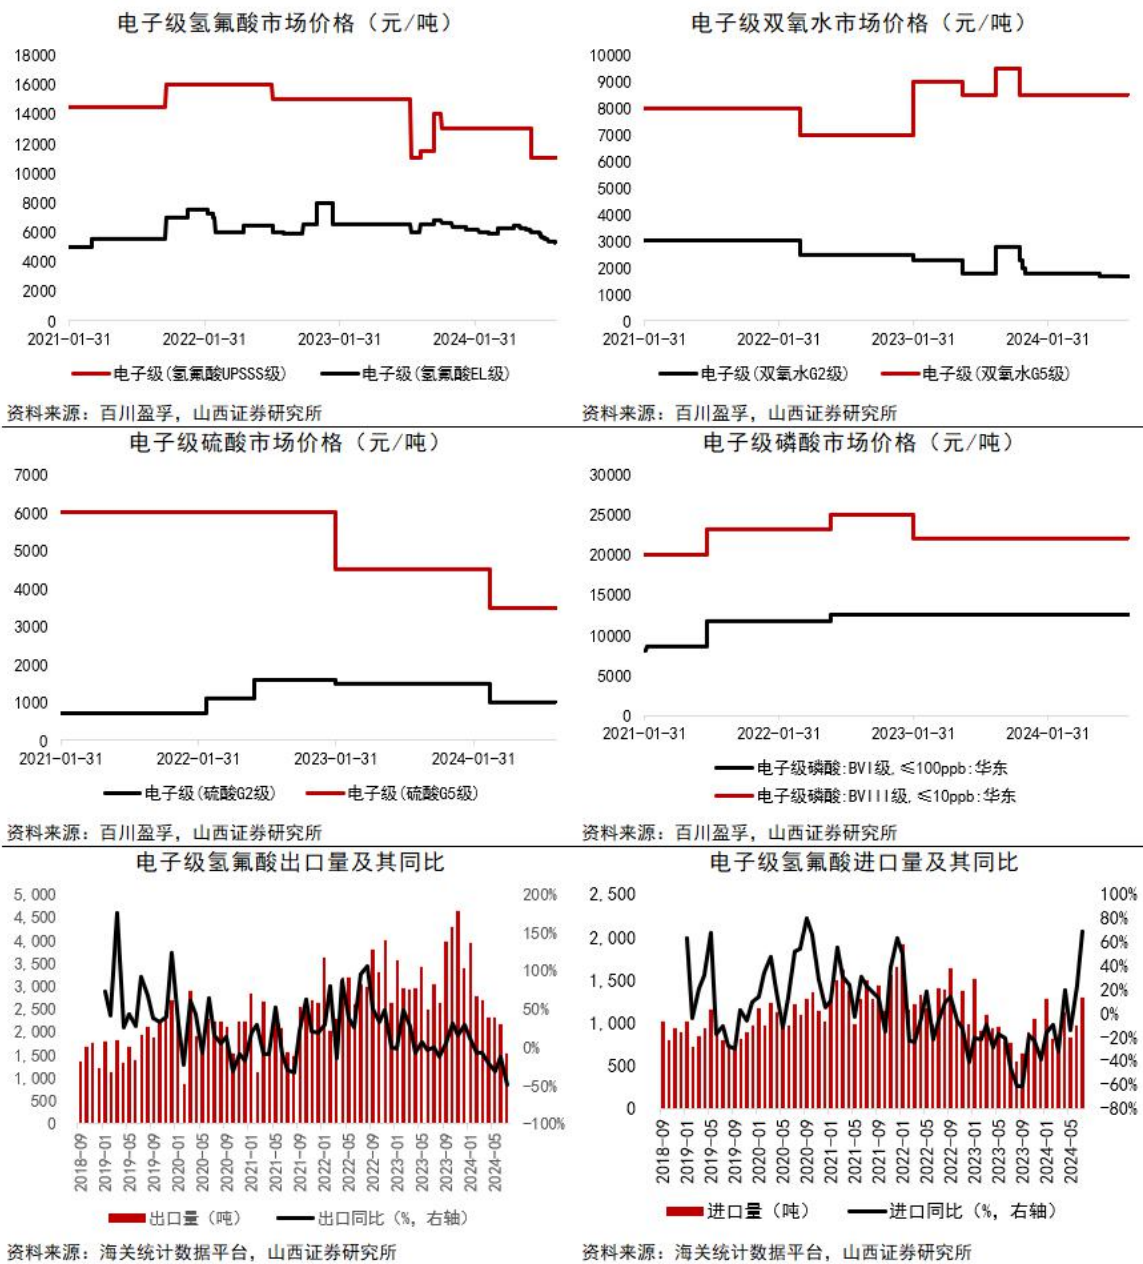 电子级氢氟酸市场价格（元/吨）
18000
16000
14000
12000
10000
8000
6000
4000
2000
0
2021-01-31 2022-01-31 2023-01-31 2024-01-31
电子级(氢氟酸UPSSS级) 电子级(氢氟酸EL级)
资料来源：百川盈孚，山西证券研究所
电子级双氧水市场价格（元/吨）
10000
9000
8000
7000
6000
5000
4000
3000
2000
1000
0
2021-01-31 2022-01-31 2023-01-31 2024-01-31
电子级(双氧水G2级) 电子级(双氧水G5级)
资料来源：百川盈孚，山西证券研究所
电子级硫酸市场价格（元/吨）
7000
6000
5000
4000
3000
2000
1000
0
2021-01-31 2022-01-31 2023-01-31 2024-01-31
电子级(硫酸G2级) 电子级(硫酸G5级)
资料来源：百川盈孚，山西证券研究所
电子级磷酸市场价格（元/吨）
30000
25000
20000
15000
10000
5000
0
2021-01-31 2022-01-31 2023-01-31 2024-01-31
电子级磷酸:BVI级,≤100ppb:华东
电子级磷酸:BVIII级,≤10ppb:华东
资料来源：百川盈孚，山西证券研究所
电子级氢氟酸出口量及其同比
5,000
4,500
4,000
3,500
3,000
2,500
2,000
1,500
1,000
500
0
200%
150%
100%
50%
0%
-50%
-100%
2018-09 2019-01 2019-05 2019-09 2020-01 2020-05 2020-09 2021-01 2021-05 2021-09 2022-01 2022-05 2022-09 2023-01 2023-05 2023-09 2024-01 2024-05
出口量（吨） 出口同比（%，右轴）
资料来源：海关统计数据平台，山西证券研究所
电子级氢氟酸进口量及其同比
2,500
2,000
1,500
1,000
500
0
100%
80%
60%
40%
20%
0%
-20%
-40%
-60%
-80%
2018-09 2019-01 2019-05 2019-09 2020-01 2020-05 2020-09 2021-01 2021-05 2021-09 2022-01 2022-05 2022-09 2023-01 2023-05 2023-09 2024-01 2024-05
进口量（吨） 进口同比（%，右轴）
资料来源：海关统计数据平台，山西证券研究所